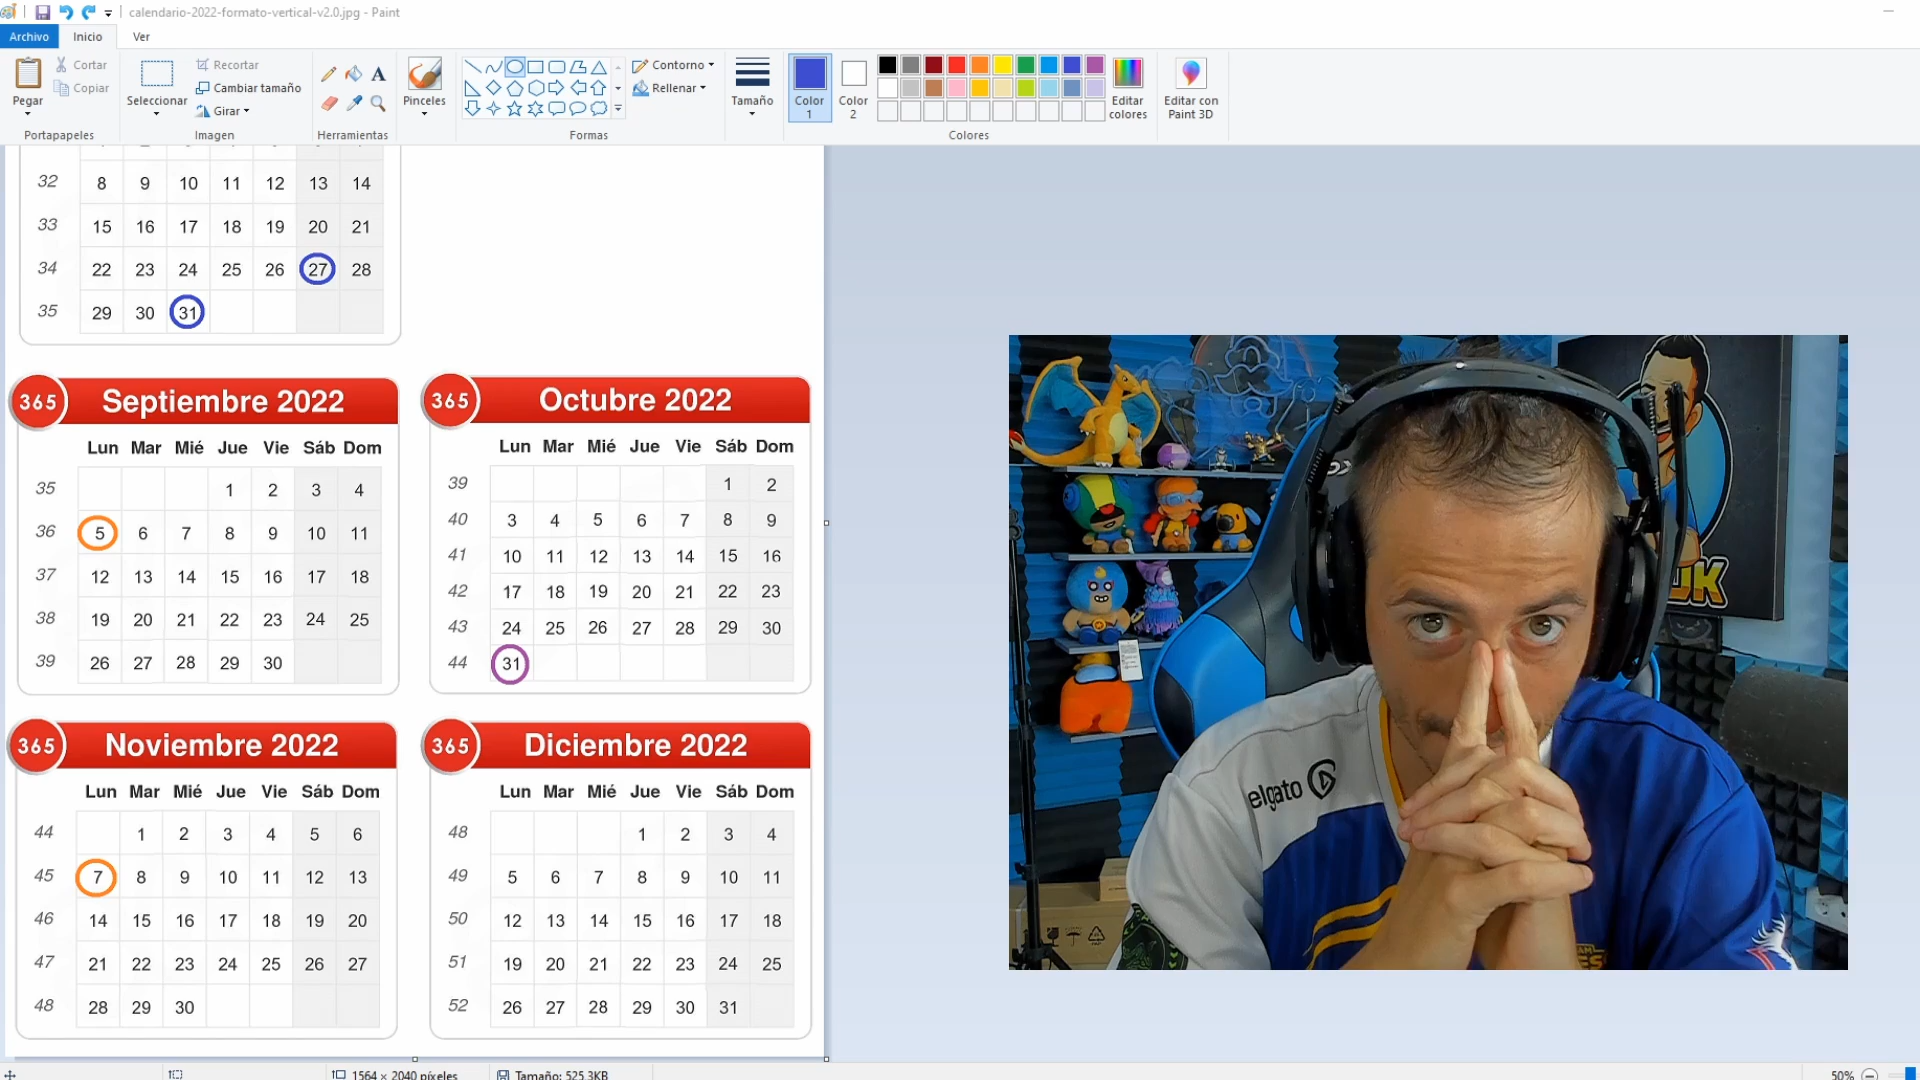 calendario-2022-formato-vertical-v2.0.jpg - Paint
Archivo Inicio Ver
Pegar
Cortar
Copiar
Portapapeles
Seleccionar
Recortar
Cambiar tamaño
Girar
Imagen
A
Herramientas
Pinceles
Contorno
Rellenar
Formas
Tamaño
Color 1
Color 2
Editar colores
Colores
Editar con Paint 3D
32 8 9 10 11 12 13 14
33 15 16 17 18 19 20 21
34 22 23 24 25 26 27 28
35 29 30 31
365 Septiembre 2022
Lun Mar Mié Jue Vie Sáb Dom
35 1 2 3 4
36 5 6 7 8 9 10 11
37 12 13 14 15 16 17 18
38 19 20 21 22 23 24 25
39 26 27 28 29 30
365 Octubre 2022
Lun Mar Mié Jue Vie Sáb Dom
39 1 2
40 3 4 5 6 7 8 9
41 10 11 12 13 14 15 16
42 17 18 19 20 21 22 23
43 24 25 26 27 28 29 30
44 31
365 Noviembre 2022
Lun Mar Mié Jue Vie Sáb Dom
44 1 2 3 4 5 6
45 7 8 9 10 11 12 13
46 14 15 16 17 18 19 20
47 21 22 23 24 25 26 27
48 28 29 30
365 Diciembre 2022
Lun Mar Mié Jue Vie Sáb Dom
48 1 2 3 4
49 5 6 7 8 9 10 11
50 12 13 14 15 16 17 18
51 19 20 21 22 23 24 25
52 26 27 28 29 30 31
elgato
1564 × 2040 píxeles
Tamaño: 525.3KB
50%